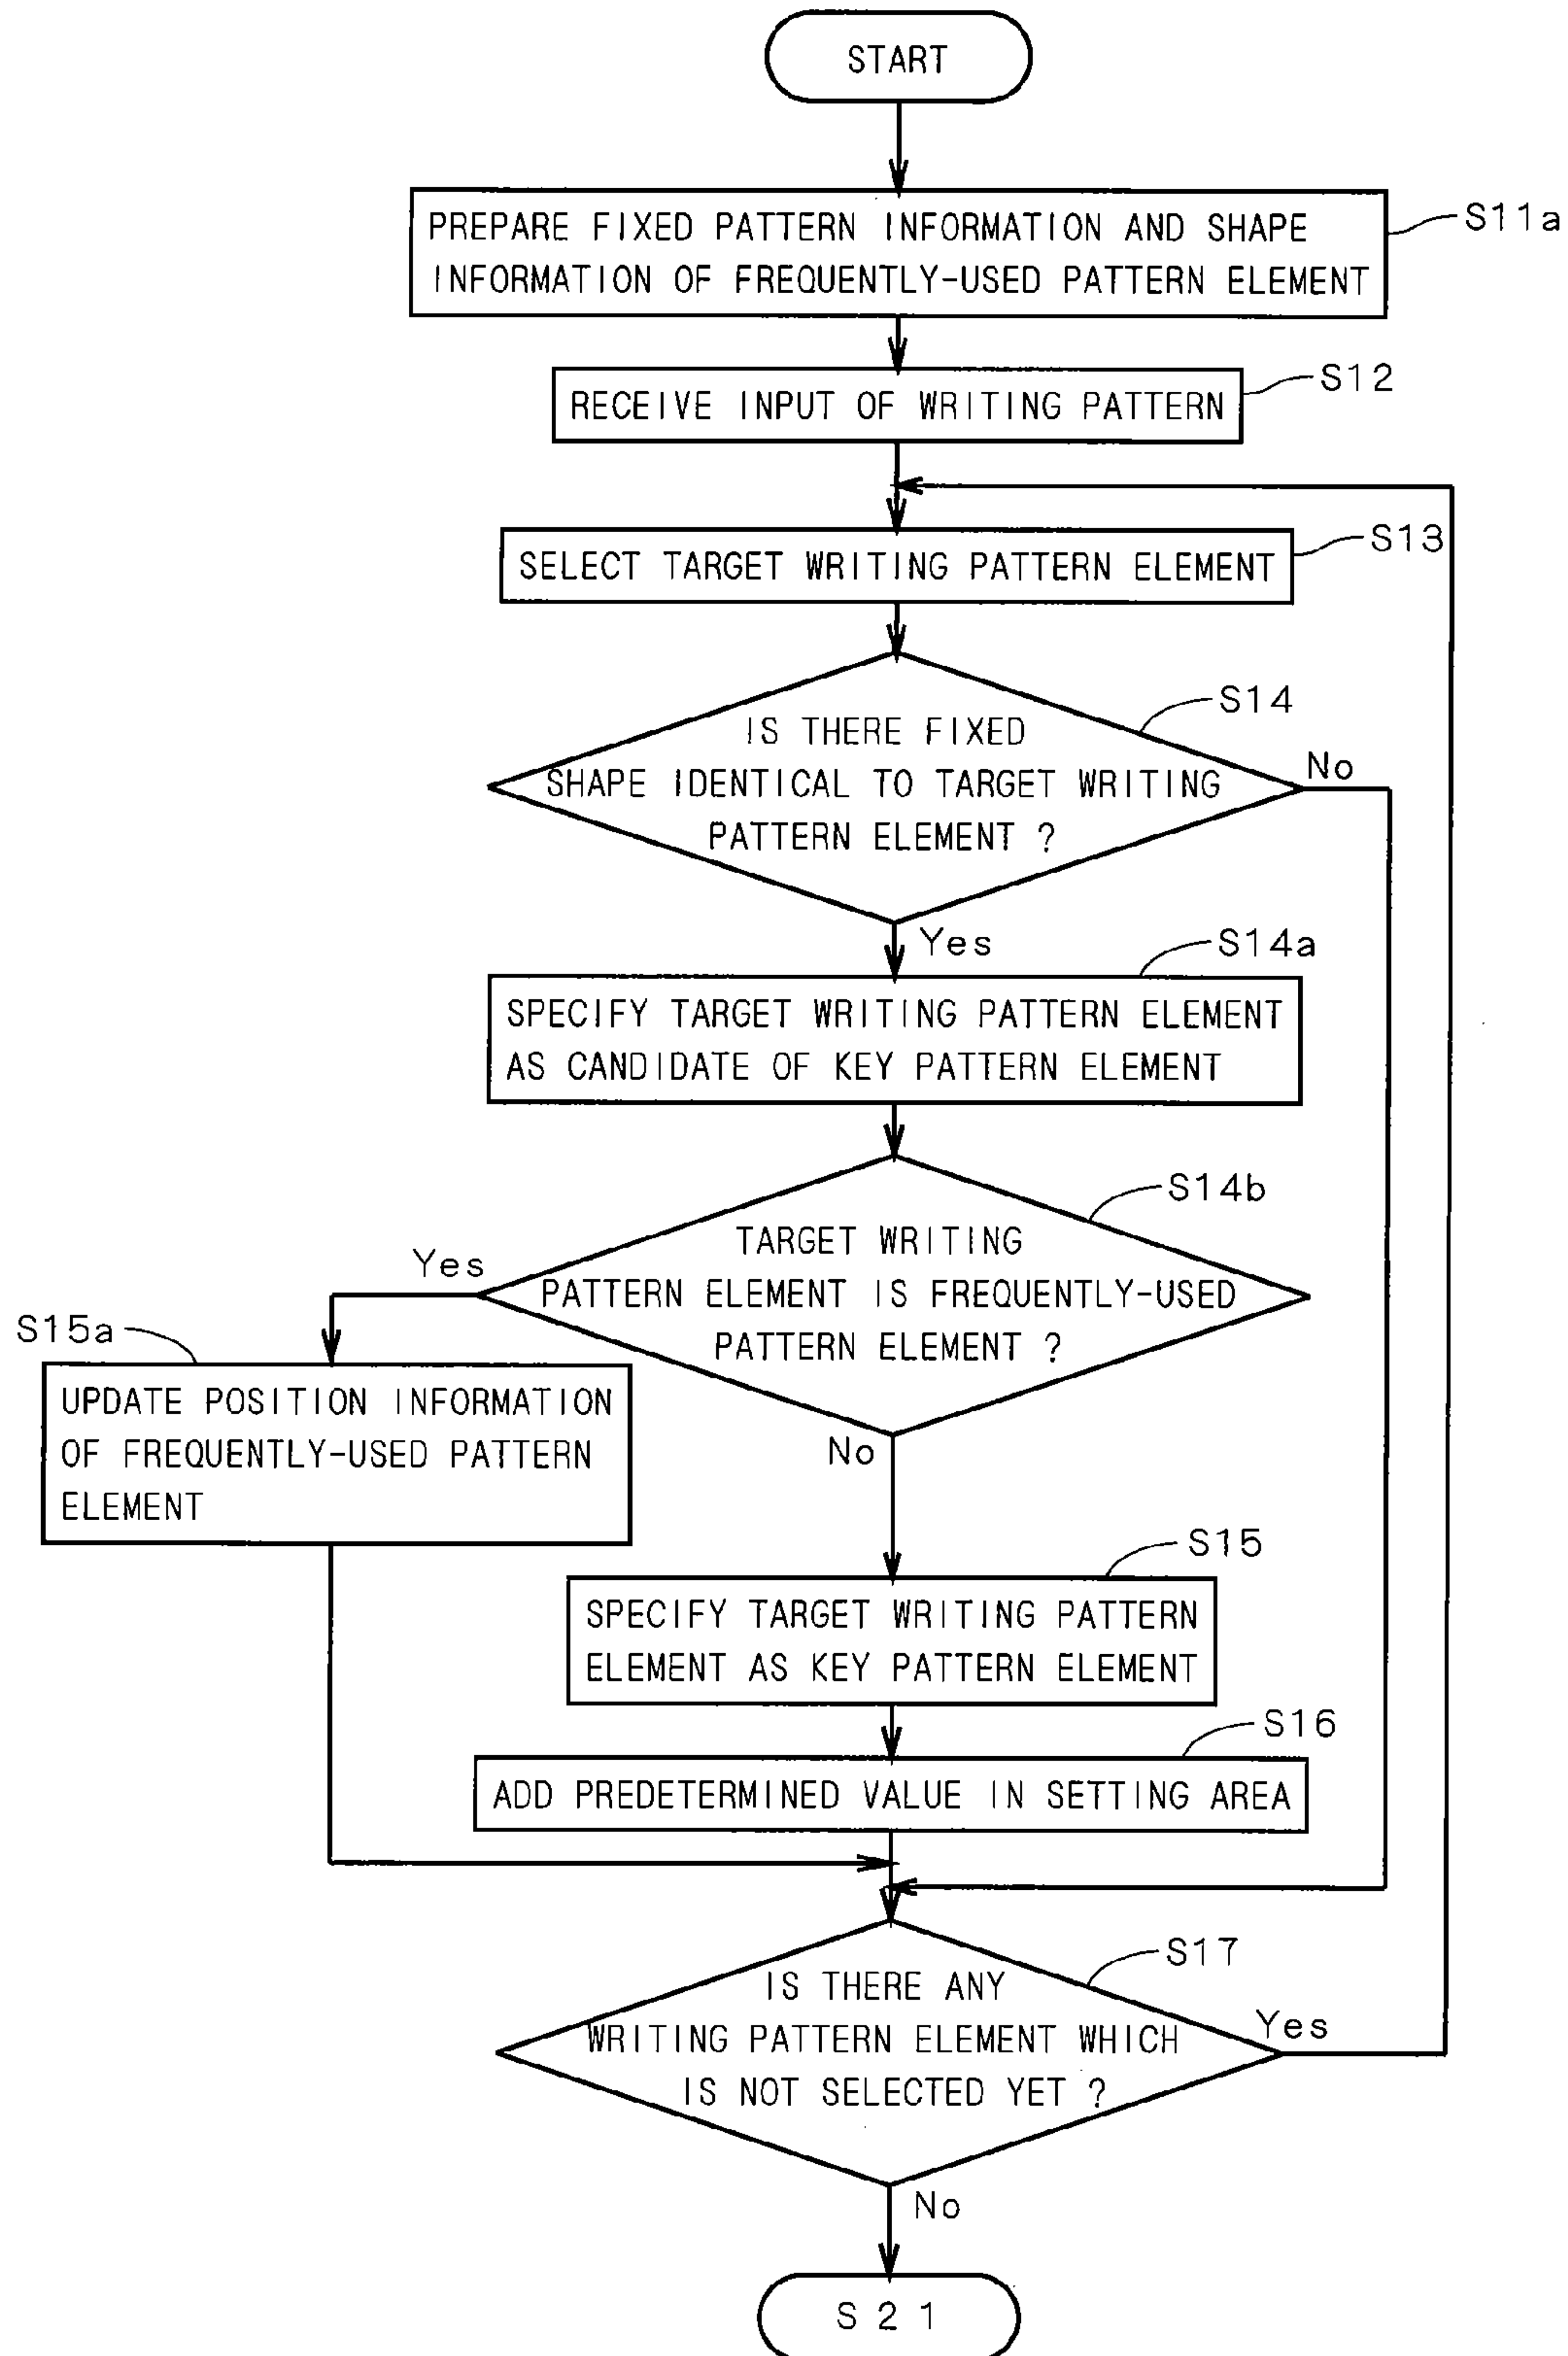 START
PREPARE FIXED PATTERN INFORMATION AND SHAPE
INFORMATION OF FREQUENTLY-USED PATTERN ELEMENT
S11a
RECEIVE INPUT OF WRITING PATTERN
S12
SELECT TARGET WRITING PATTERN ELEMENT
S13
S14
IS THERE FIXED
SHAPE IDENTICAL TO TARGET WRITING
PATTERN ELEMENT ?
No
Yes
S14a
SPECIFY TARGET WRITING PATTERN ELEMENT
AS CANDIDATE OF KEY PATTERN ELEMENT
S14b
TARGET WRITING
PATTERN ELEMENT IS FREQUENTLY-USED
PATTERN ELEMENT ?
Yes
No
S15a
UPDATE POSITION INFORMATION
OF FREQUENTLY-USED PATTERN
ELEMENT
S15
SPECIFY TARGET WRITING PATTERN
ELEMENT AS KEY PATTERN ELEMENT
S16
ADD PREDETERMINED VALUE IN SETTING AREA
S17
IS THERE ANY
WRITING PATTERN ELEMENT WHICH
IS NOT SELECTED YET ?
Yes
No
S 2 1